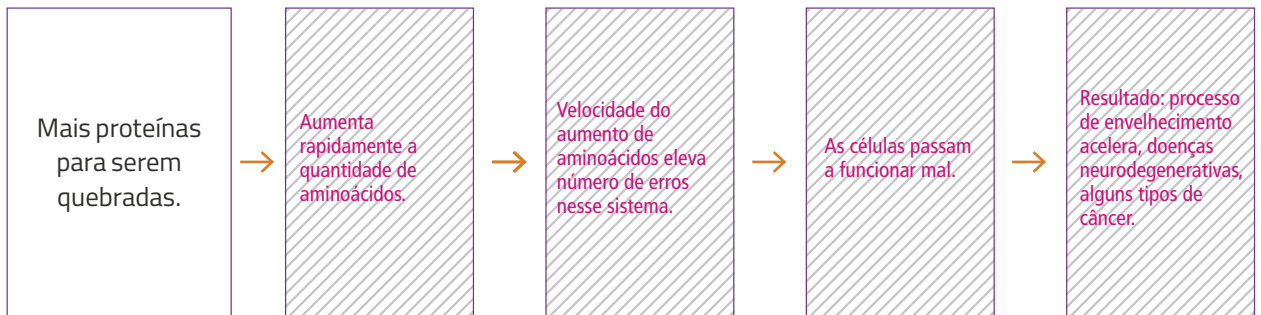 Mais proteínas
para serem
quebradas.
Aumenta
rapidamente a
quantidade de
aminoácidos.
Velocidade do
aumento de
aminoácidos eleva
número de erros
nesse sistema.
As células passam
a funcionar mal.
Resultado: processo
de envelhecimento
acelera, doenças
neurodegenerativas,
alguns tipos de
câncer.